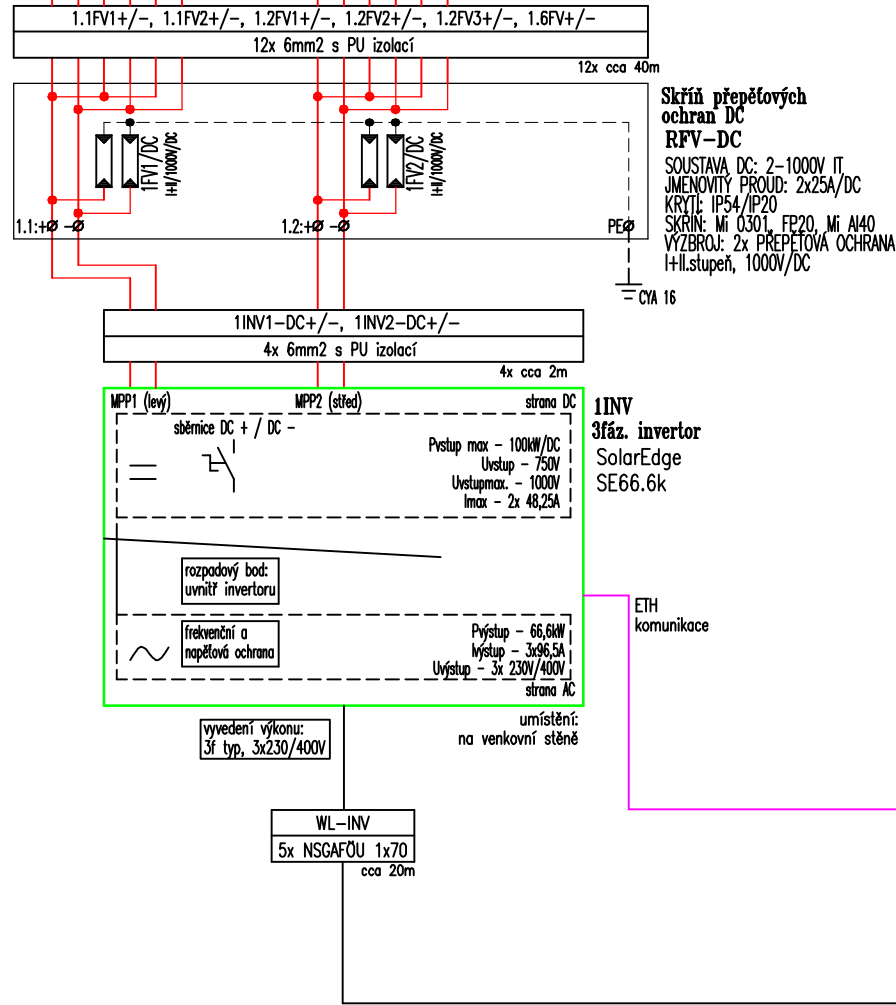 1.1FV1+/-, 1.1FV2+/-, 1.2FV1+/-, 1.2FV2+/-, 1.2FV3+/-, 1.6FV+/-
12x 6mm2 s PU izolací
12x cca 40m
Skříň přepěťových
ochran DC
RFV-DC
SOUSTAVA DC: 2-1000V IT
JMENOVITÝ PROUD: 2x25A/DC
KRYTÍ: IP54/IP20
SKŘÍŇ: Mi 0301, FP20, Mi AI40
VÝZBROJ: 2x PŘEPĚŤOVÁ OCHRANA
I+II.stupeň, 1000V/DC
1FV1/DC
I+II/1000V/DC
1FV2/DC
I+II/1000V/DC
1.1:+ -
1.2:+ -
PE
CYA 16
1INV1-DC+/-, 1INV2-DC+/-
4x 6mm2 s PU izolací
4x cca 2m
MPP1 (levý)
MPP2 (střed)
strana DC
sběrnice DC + / DC -
Pvstup max - 100kW/DC
Uvstup - 750V
Uvstupmax. - 1000V
Imax - 2x 48,25A
1INV
3fáz. invertor
SolarEdge
SE66.6k
rozpadový bod:
uvnitř invertoru
frekvenční a
napěťová ochrana
Pvýstup - 66,6kW
Ivýstup - 3x96,5A
Uvýstup - 3x 230V/400V
strana AC
ETH
komunikace
umístění:
na venkovní stěně
vyvedení výkonu:
3f typ, 3x230/400V
WL-INV
5x NSGAFÖU 1x70
cca 20m